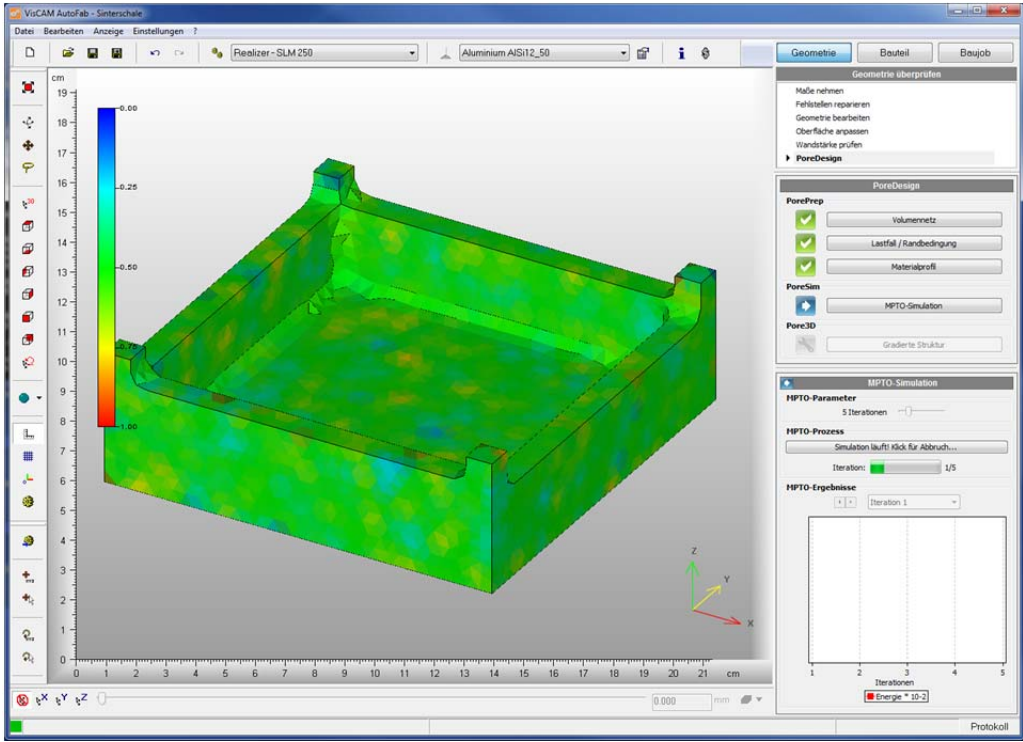 VisCAM AutoFab - Sinterschale
Datei Bearbeiten Anzeige Einstellungen ?
Realizer - SLM 250
Aluminium AlSi12_50
Geometrie Bauteil Baujob
Geometrie überprüfen
Maße nehmen
Fehlstellen reparieren
Geometrie bearbeiten
Oberfläche anpassen
Wandstärke prüfen
PoreDesign
PoreDesign
PorePrep
Volumennetz
Lastfall / Randbedingung
Materialprofil
PoreSim
MPTO-Simulation
Pore3D
Gradierte Struktur
MPTO-Simulation
MPTO-Parameter
5 Iterationen
MPTO-Prozess
Simulation läuft! Klick für Abbruch...
Iteration: 1/5
MPTO-Ergebnisse
Iteration 1
1 2 3 4 5
Iterationen
Energie * 10-2
cm
19
18
17
16
15
14
13
12
11
10
9
8
7
6
5
4
3
2
1
0
0.00
0.25
0.50
0.75
1.00
Z
Y
X
0 1 2 3 4 5 6 7 8 9 10 11 12 13 14 15 16 17 18 19 20 21 cm
X Y Z
0.000 mm
Protokoll